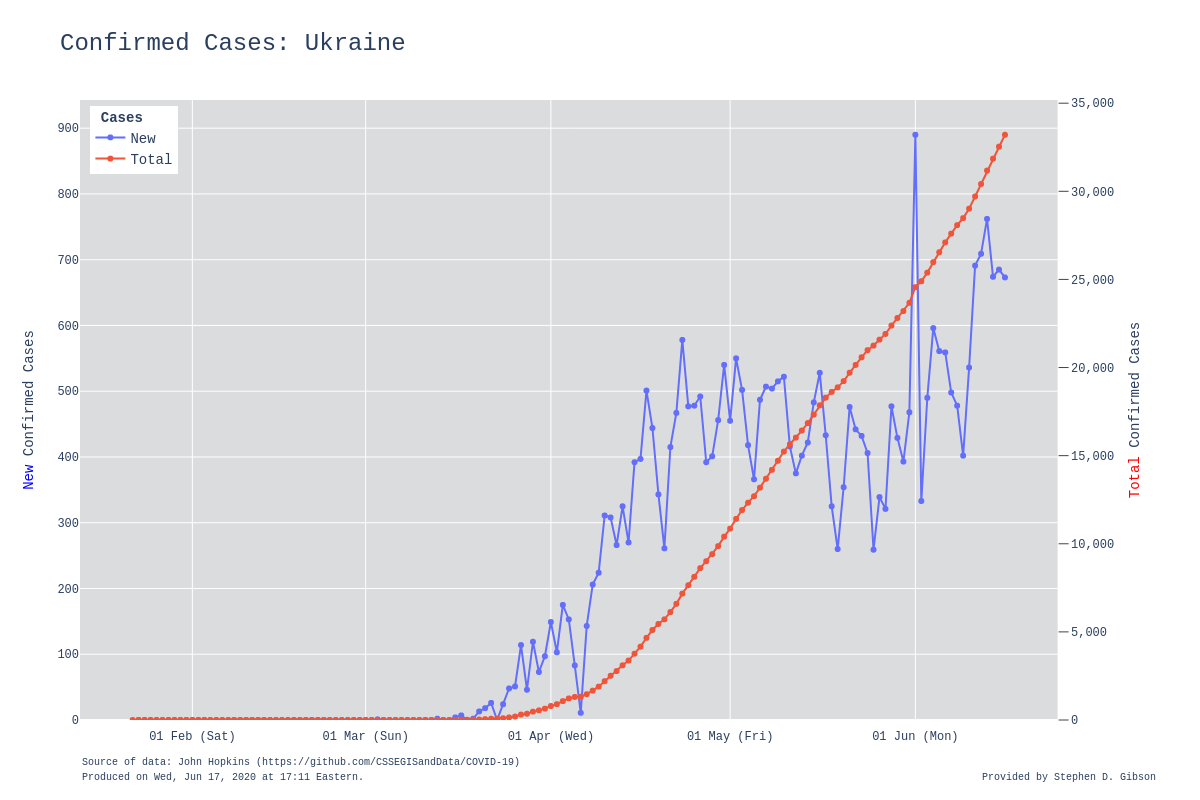 Confirmed Cases: Ukraine
Cases
New
Total
900
800
700
600
500
400
300
200
100
0
New Confirmed Cases
35,000
30,000
25,000
20,000
15,000
10,000
5,000
0
Total Confirmed Cases
01 Feb (Sat) 01 Mar (Sun) 01 Apr (Wed) 01 May (Fri) 01 Jun (Mon)
Source of data: John Hopkins (https://github.com/CSSEGISandData/COVID-19)
Produced on Wed, Jun 17, 2020 at 17:11 Eastern.
Provided by Stephen D. Gibson